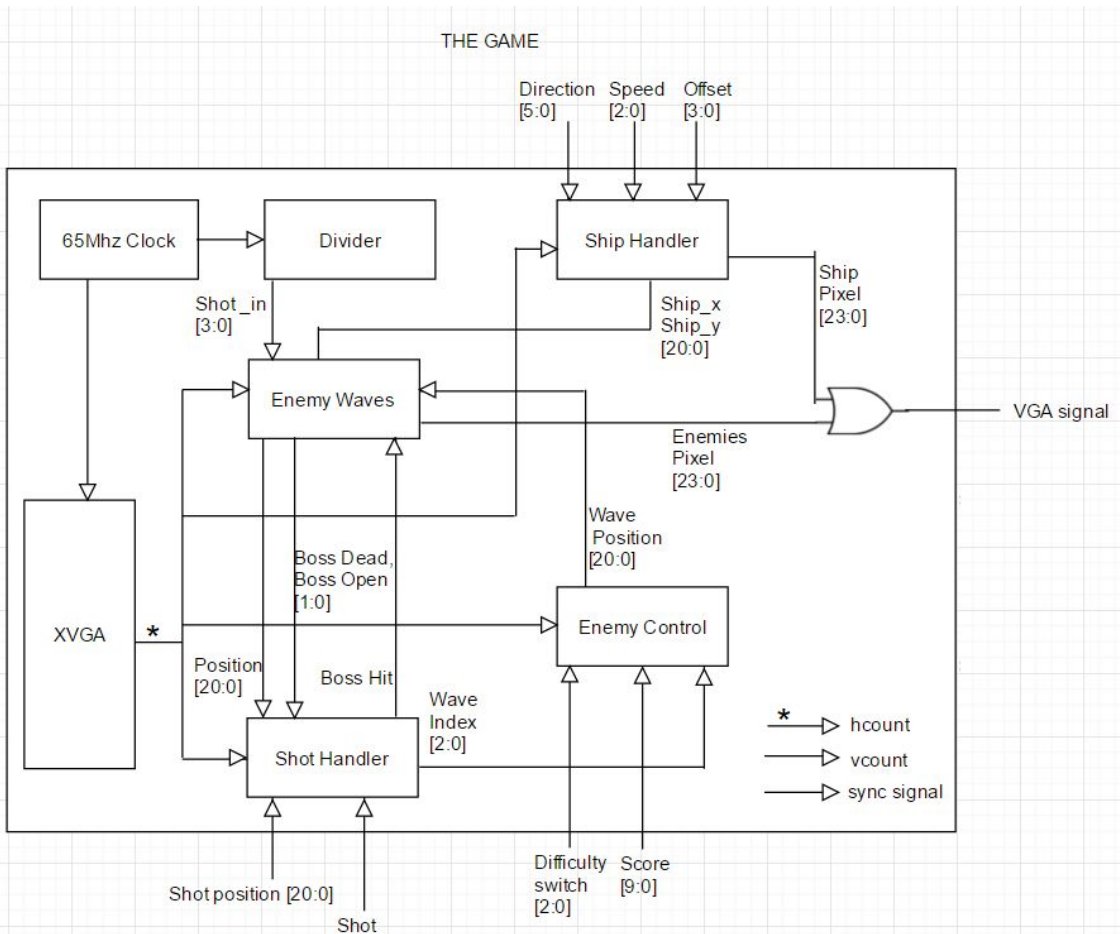 THE GAME
Direction
[5:0]
Speed
[2:0]
Offset
[3:0]
65Mhz Clock
Divider
Ship Handler
Shot _in
[3:0]
Ship_x
Ship_y
[20:0]
Ship
Pixel
[23:0]
Enemy Waves
VGA signal
Enemies
Pixel
[23:0]
Wave
Position
[20:0]
Boss Dead,
Boss Open
[1:0]
XVGA
*
Enemy Control
Position
[20:0]
Boss Hit
Wave
Index
[2:0]
Shot Handler
*
hcount
vcount
sync signal
Shot position [20:0]
Shot
Difficulty
switch
[2:0]
Score
[9:0]